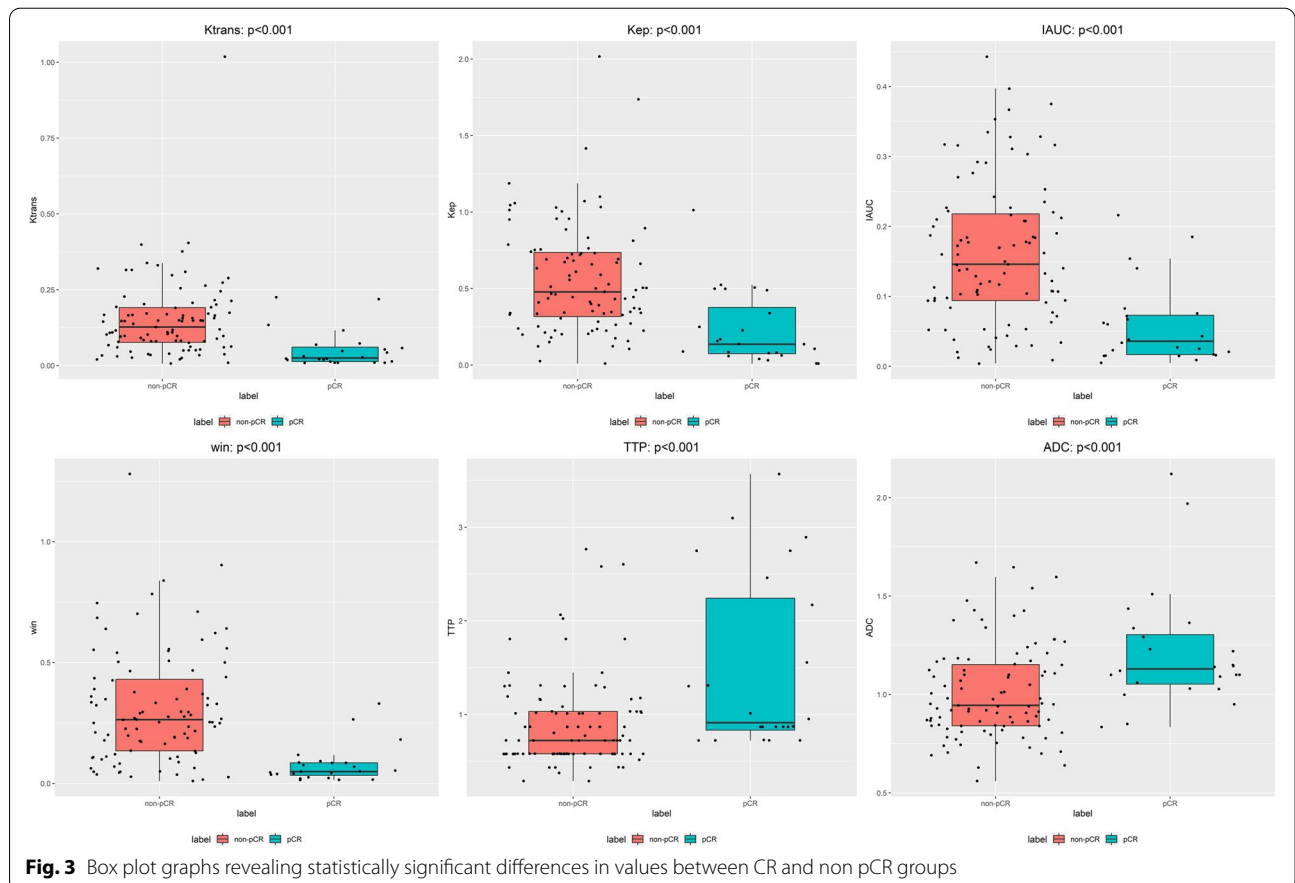 Ktrans: p<0.001
Ktrans
1.00
0.75
0.50
0.25
0.00
non-pCR pCR
label
label non-pCR pCR
Kep: p<0.001
Kep
2.0
1.5
1.0
0.5
0.0
non-pCR pCR
label
label non-pCR pCR
IAUC: p<0.001
IAUC
0.4
0.3
0.2
0.1
0.0
non-pCR pCR
label
label non-pCR pCR
win: p<0.001
win
1.0
0.5
0.0
non-pCR pCR
label
label non-pCR pCR
TTP: p<0.001
TTP
3
2
1
non-pCR pCR
label
label non-pCR pCR
ADC: p<0.001
ADC
2.0
1.5
1.0
0.5
non-pCR pCR
label
label non-pCR pCR
Fig. 3 Box plot graphs revealing statistically significant differences in values between CR and non pCR groups